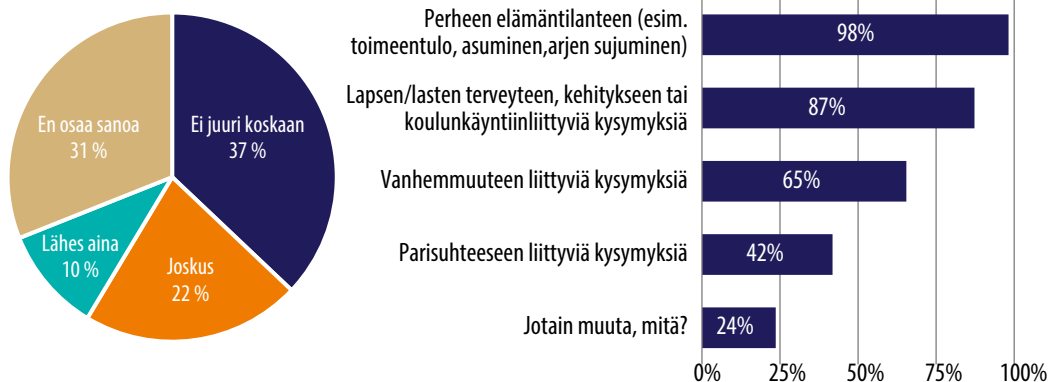 En osaa sanoa
31 %
Ei juuri koskaan
37 %
Lähes aina
10 %
Joskus
22 %
Perheen elämäntilanteen (esim.
toimeentulo, asuminen,arjen sujuminen)
98%
Lapsen/lasten terveyteen, kehitykseen tai
koulunkäyntiinliittyviä kysymyksiä
87%
Vanhemmuuteen liittyviä kysymyksiä
65%
Parisuhteeseen liittyviä kysymyksiä
42%
Jotain muuta, mitä?
24%
0% 25% 50% 75% 100%